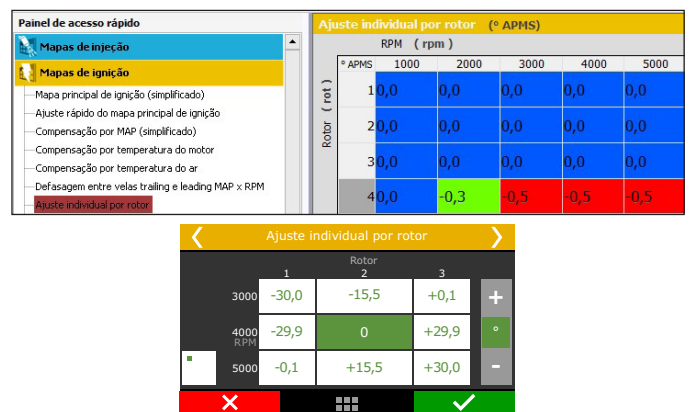 Painel de acesso rápido
Mapas de injeção
Mapas de ignição
Mapa principal de ignição (simplificado)
Ajuste rápido do mapa principal de ignição
Compensação por MAP (simplificado)
Compensação por temperatura do motor
Compensação por temperatura do ar
Defasagem entre velas trailing e leading MAP x RPM
Ajuste individual por rotor
Ajuste individual por rotor (° APMS)
RPM ( rpm )
° APMS 1000 2000 3000 4000 5000
Rotor ( rot )
1 0,0 0,0 0,0 0,0 0,0
2 0,0 0,0 0,0 0,0 0,0
3 0,0 0,0 0,0 0,0 0,0
4 0,0 -0,3 -0,5 -0,5 -0,5
Ajuste individual por rotor
Rotor
1 2 3
3000 -30,0 -15,5 +0,1 +
4000 -29,9 0 +29,9 °
RPM
5000 -0,1 +15,5 +30,0 -